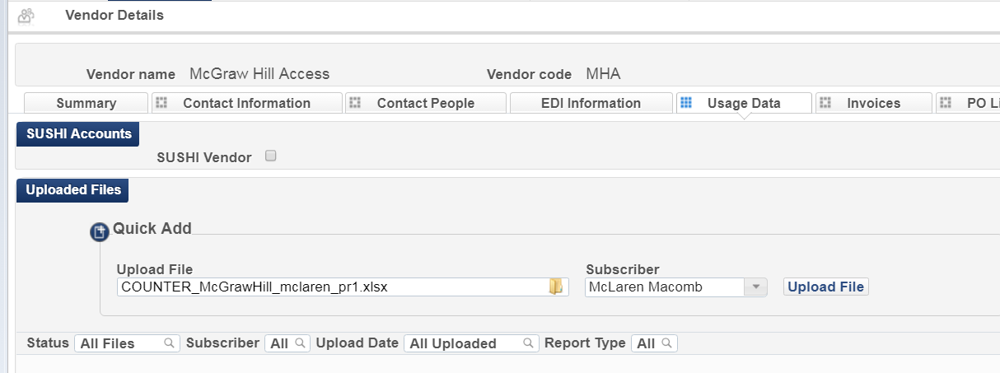 Vendor Details
Vendor name McGraw Hill Access Vendor code MHA
Summary Contact Information Contact People EDI Information Usage Data Invoices PO Li
SUSHI Accounts
SUSHI Vendor
Uploaded Files
Quick Add
Upload File Subscriber
COUNTER_McGrawHill_mclaren_pr1.xlsx McLaren Macomb Upload File
Status All Files Subscriber All Upload Date All Uploaded Report Type All